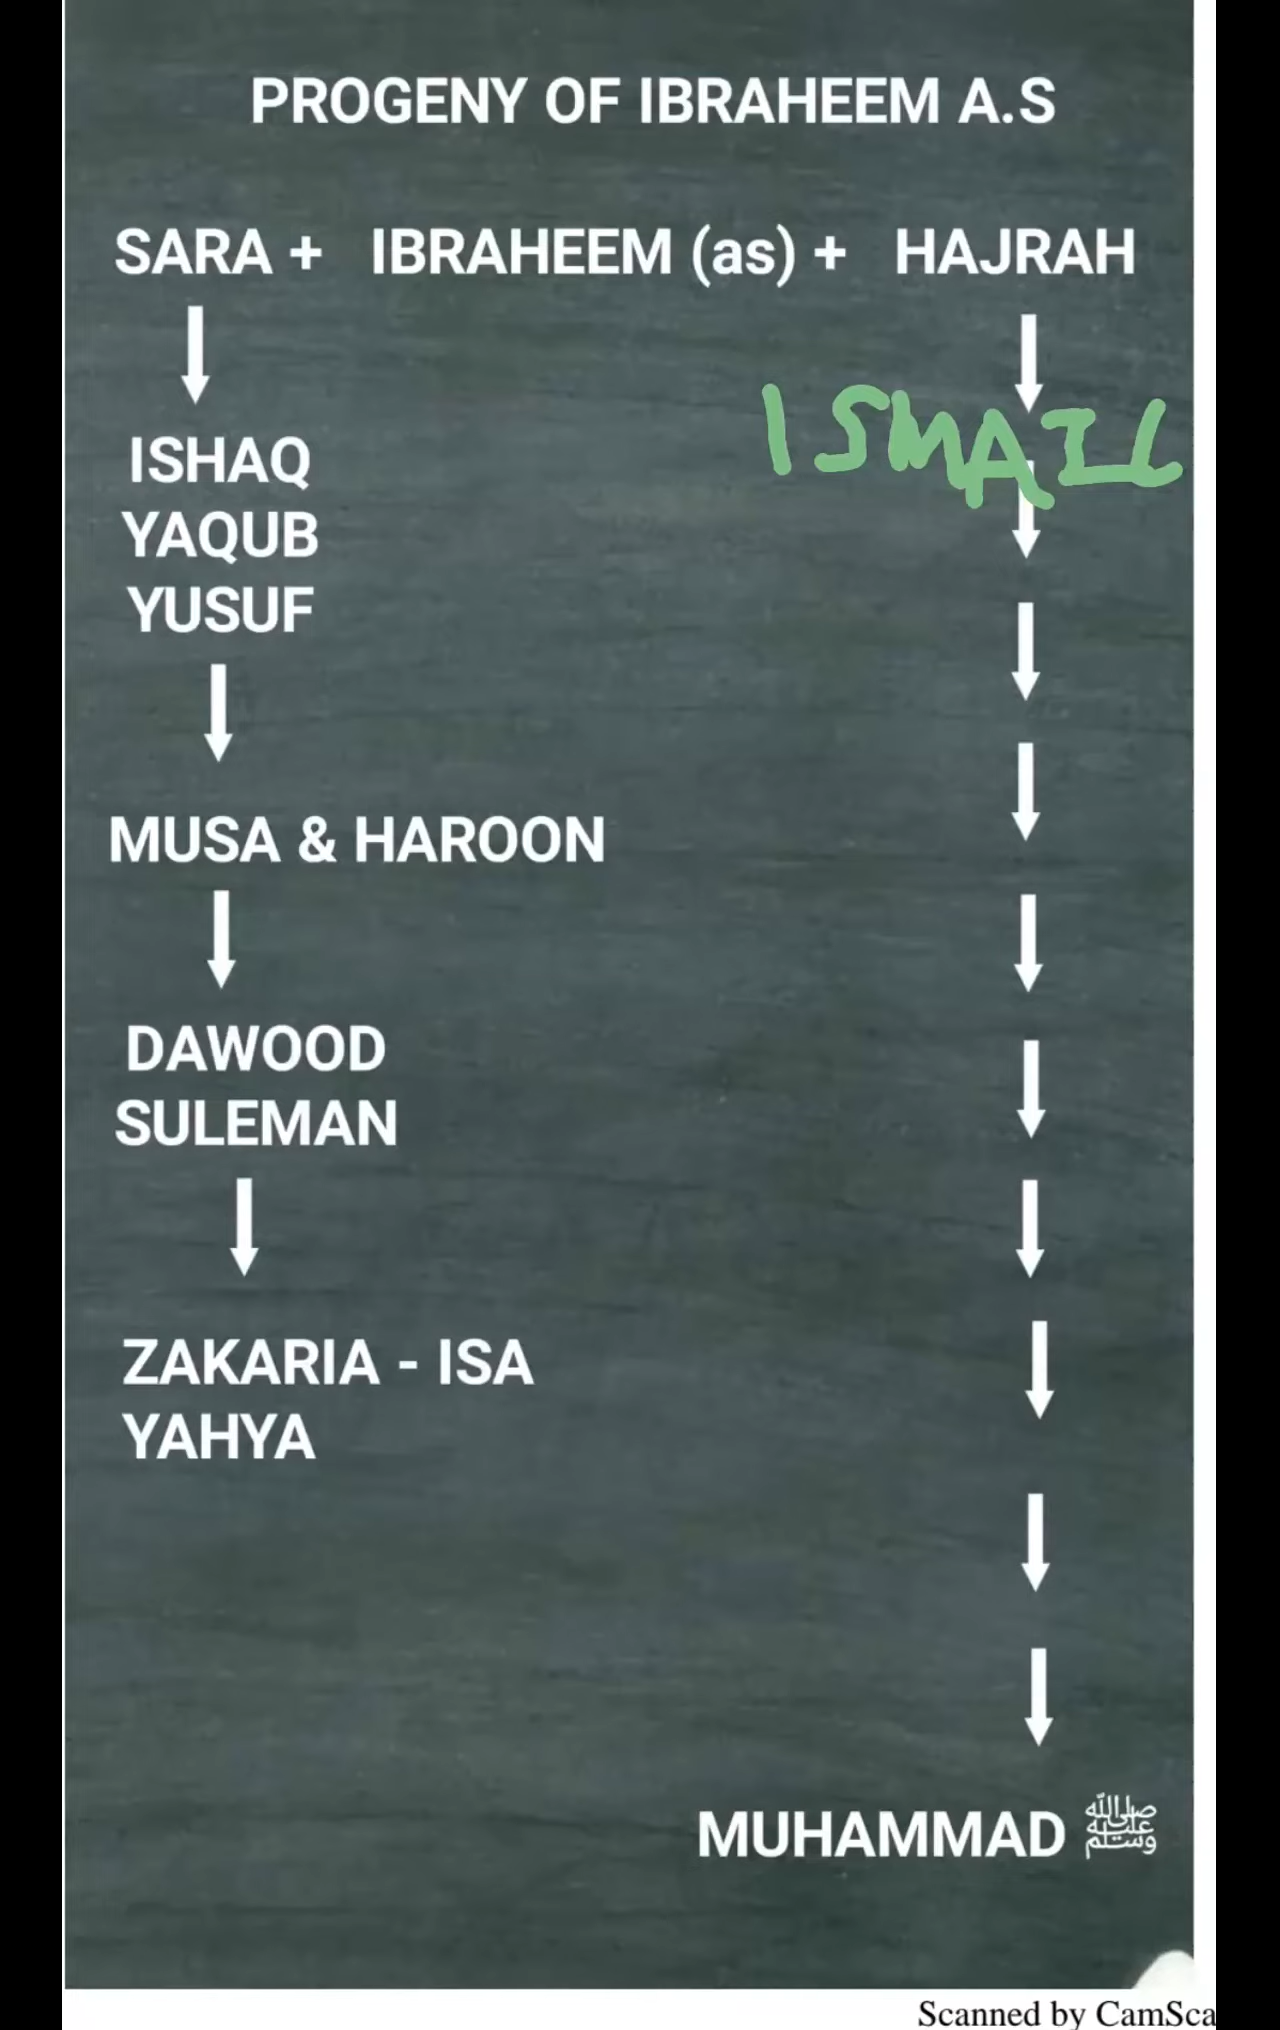 PROGENY OF IBRAHEEM A.S
SARA + IBRAHEEM (as) + HAJRAH
ISMAIL
ISHAQ
YAQUB
YUSUF
MUSA & HAROON
DAWOOD
SULEMAN
ZAKARIA - ISA
YAHYA
MUHAMMAD ﷺ
Scanned by CamSca